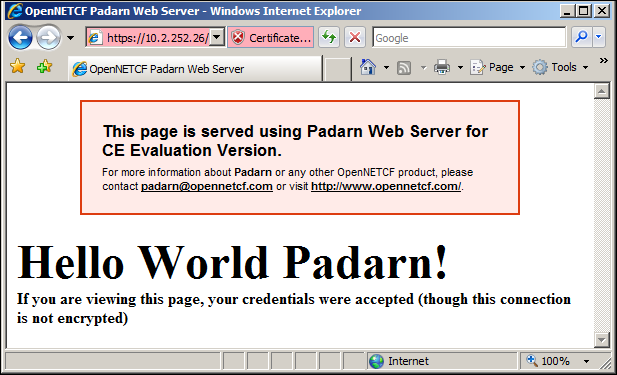 OpenNETCF Padarn Web Server - Windows Internet Explorer
https://10.2.252.26/ Certificate... Google
OpenNETCF Padarn Web Server Page Tools »
This page is served using Padarn Web Server for
CE Evaluation Version.
For more information about Padarn or any other OpenNETCF product, please
contact padarn@opennetcf.com or visit http://www.opennetcf.com/.
Hello World Padarn!
If you are viewing this page, your credentials were accepted (though this connection
is not encrypted)
Internet 100%